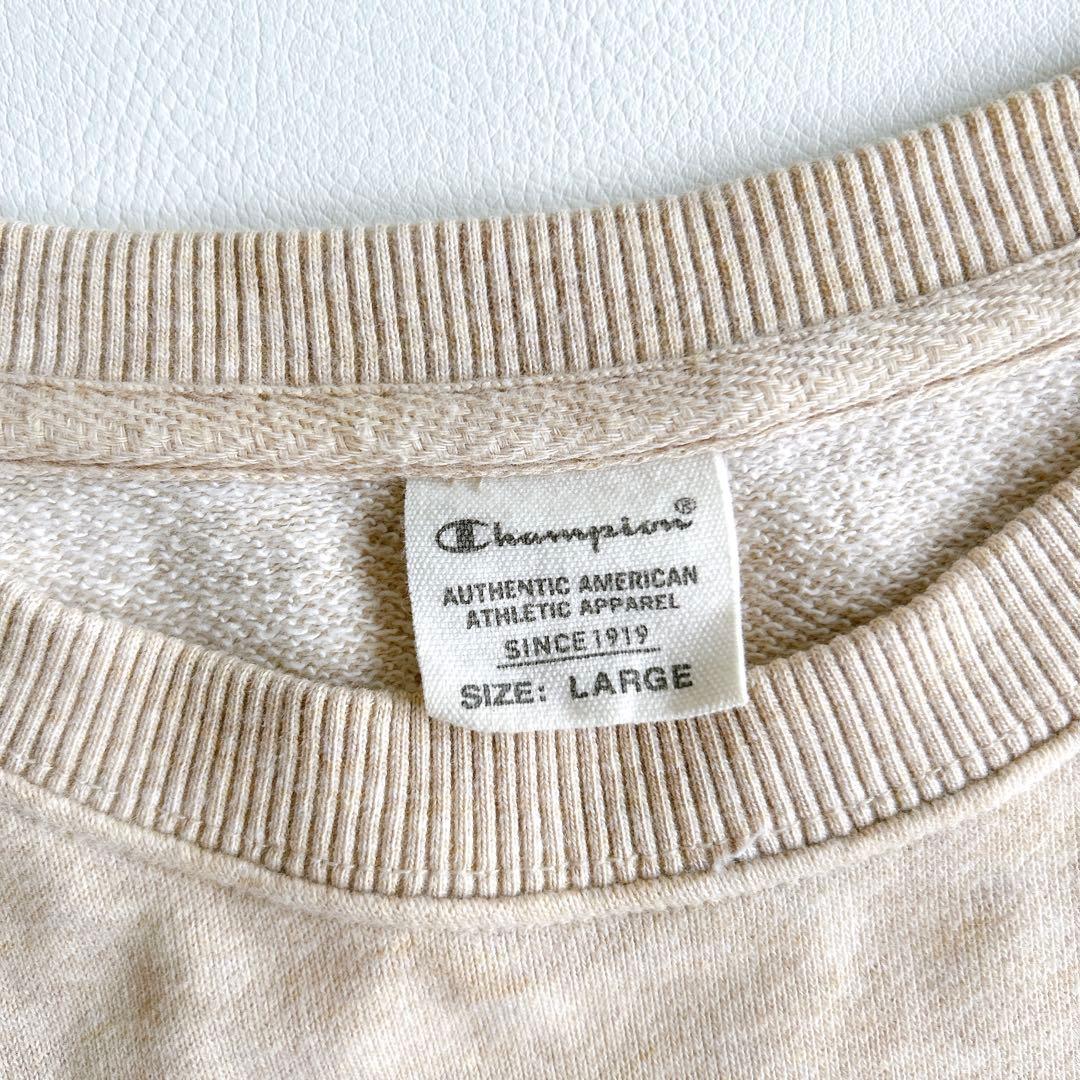 Champion®
AUTHENTIC AMERICAN
ATHLETIC APPAREL
SINCE 1919
SIZE: LARGE